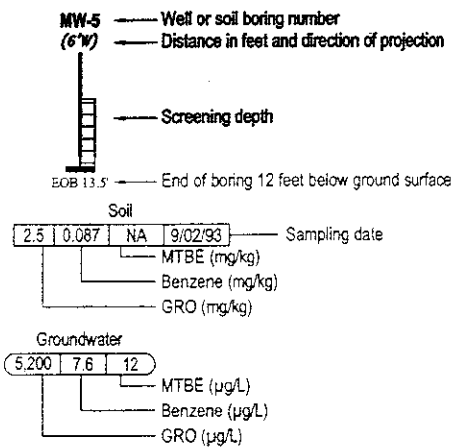 MW-5 Well or soil boring number
(6'W) Distance in feet and direction of projection
Screening depth
EOB 13.5' End of boring 12 feet below ground surface
Soil
2.5 0.087 NA 9/02/93 Sampling date
MTBE (mg/kg)
Benzene (mg/kg)
GRO (mg/kg)
Groundwater
5,200 7.6 12
MTBE (µg/L)
Benzene (µg/L)
GRO (µg/L)